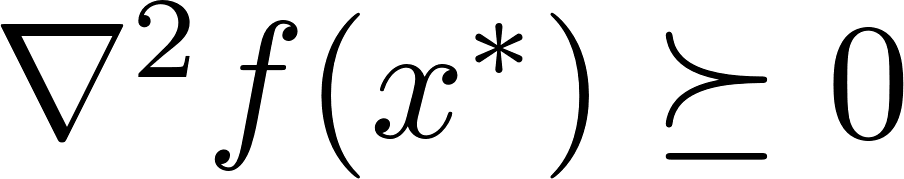 ∇²f(x*) ⪰ 0